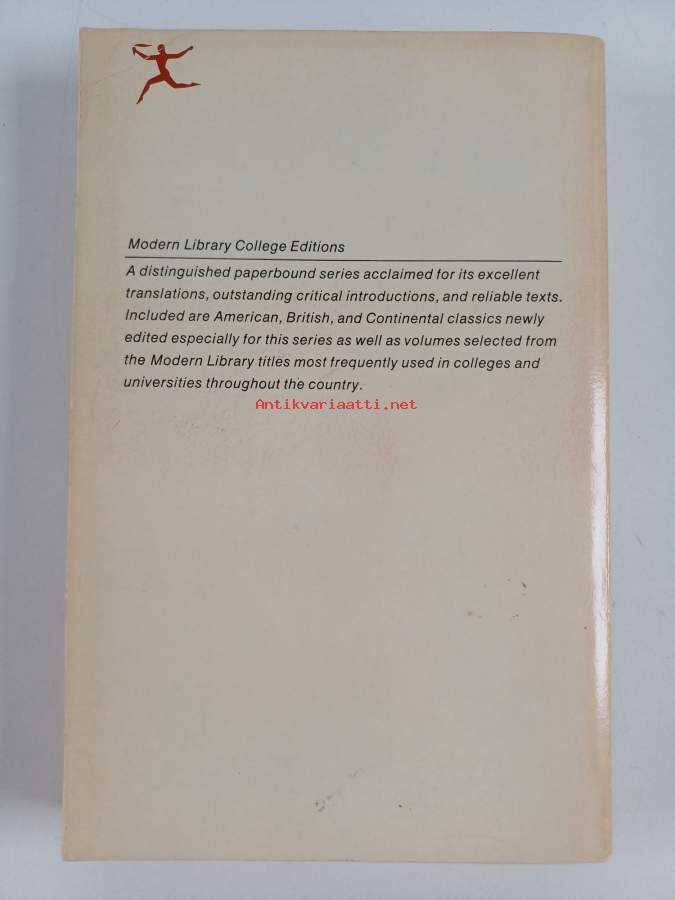 Modern Library College Editions
A distinguished paperbound series acclaimed for its excellent
translations, outstanding critical introductions, and reliable texts.
Included are American, British, and Continental classics newly
edited especially for this series as well as volumes selected from
the Modern Library titles most frequently used in colleges and
universities throughout the country.
Antikvariaatti.net